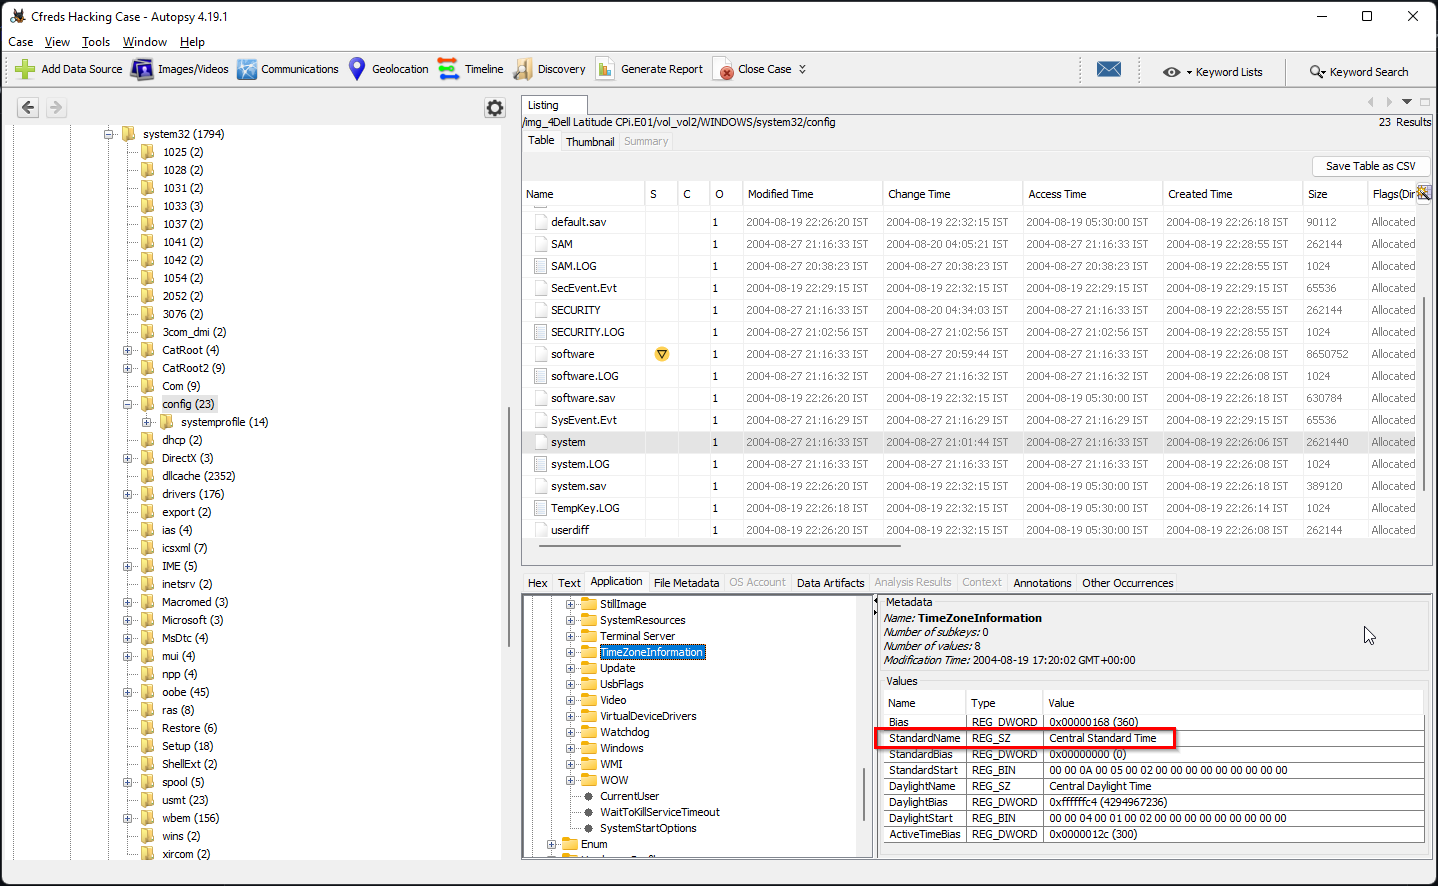 Cfreds Hacking Case - Autopsy 4.19.1
Case View Tools Window Help
Add Data Source Images/Videos Communications Geolocation Timeline Discovery Generate Report Close Case Keyword Lists Keyword Search
system32 (1794)
1025 (2)
1028 (2)
1031 (2)
1033 (3)
1037 (2)
1041 (2)
1042 (2)
1054 (2)
2052 (2)
3076 (2)
3com_dmi (2)
CatRoot (4)
CatRoot2 (9)
Com (9)
config (23)
systemprofile (14)
dhcp (2)
DirectX (3)
dllcache (2352)
drivers (176)
export (2)
ias (4)
icsxml (7)
IME (5)
inetsrv (2)
Macromed (3)
Microsoft (3)
MsDtc (4)
mui (4)
npp (4)
oobe (45)
ras (8)
Restore (6)
Setup (18)
ShellExt (2)
spool (5)
usmt (23)
wbem (156)
wins (2)
xircom (2)
Listing
/img_4Dell Latitude CPi.E01/vol_vol2/WINDOWS/system32/config 23 Results
Table Thumbnail Summary
Save Table as CSV
Name S C O Modified Time Change Time Access Time Created Time Size Flags(Dir
default.sav 1 2004-08-19 22:26:20 IST 2004-08-19 22:32:15 IST 2004-08-19 05:30:00 IST 2004-08-19 22:26:18 IST 90112 Allocated
SAM 1 2004-08-27 21:16:33 IST 2004-08-20 04:05:21 IST 2004-08-27 21:16:33 IST 2004-08-19 22:28:55 IST 262144 Allocated
SAM.LOG 1 2004-08-27 20:38:23 IST 2004-08-27 20:38:23 IST 2004-08-27 20:38:23 IST 2004-08-19 22:28:55 IST 1024 Allocated
SecEvent.Evt 1 2004-08-19 22:29:15 IST 2004-08-19 22:32:15 IST 2004-08-19 22:29:15 IST 2004-08-19 22:29:15 IST 65536 Allocated
SECURITY 1 2004-08-27 21:16:33 IST 2004-08-20 04:34:03 IST 2004-08-27 21:16:33 IST 2004-08-19 22:28:55 IST 262144 Allocated
SECURITY.LOG 1 2004-08-27 21:02:56 IST 2004-08-27 21:02:56 IST 2004-08-27 21:02:56 IST 2004-08-19 22:28:55 IST 1024 Allocated
software 1 2004-08-27 21:16:33 IST 2004-08-27 20:59:44 IST 2004-08-27 21:16:33 IST 2004-08-19 22:26:08 IST 8650752 Allocated
software.LOG 1 2004-08-27 21:16:32 IST 2004-08-27 21:16:32 IST 2004-08-27 21:16:32 IST 2004-08-19 22:26:08 IST 1024 Allocated
software.sav 1 2004-08-19 22:26:20 IST 2004-08-19 22:32:15 IST 2004-08-19 05:30:00 IST 2004-08-19 22:26:16 IST 630784 Allocated
SysEvent.Evt 1 2004-08-27 21:16:29 IST 2004-08-27 21:16:29 IST 2004-08-27 21:16:29 IST 2004-08-19 22:29:15 IST 65536 Allocated
system 1 2004-08-27 21:16:33 IST 2004-08-27 21:01:44 IST 2004-08-27 21:16:33 IST 2004-08-19 22:26:06 IST 2621440 Allocated
system.LOG 1 2004-08-27 21:16:33 IST 2004-08-27 21:16:33 IST 2004-08-27 21:16:33 IST 2004-08-19 22:26:08 IST 1024 Allocated
system.sav 1 2004-08-19 22:26:20 IST 2004-08-19 22:32:15 IST 2004-08-19 05:30:00 IST 2004-08-19 22:26:16 IST 389120 Allocated
TempKey.LOG 1 2004-08-19 22:26:18 IST 2004-08-19 22:32:15 IST 2004-08-19 05:30:00 IST 2004-08-19 22:26:14 IST 1024 Allocated
userdiff 1 2004-08-19 22:26:20 IST 2004-08-19 22:32:15 IST 2004-08-19 05:30:00 IST 2004-08-19 22:26:08 IST 262144 Allocated
Hex Text Application File Metadata OS Account Data Artifacts Analysis Results Context Annotations Other Occurrences
StillImage
SystemResources
Terminal Server
TimeZoneInformation
Update
UsbFlags
Video
VirtualDeviceDrivers
Watchdog
Windows
WMI
WOW
CurrentUser
WaitToKillServiceTimeout
SystemStartOptions
Enum
Metadata
Name: TimeZoneInformation
Number of subkeys: 0
Number of values: 8
Modification Time: 2004-08-19 17:20:02 GMT+00:00
Values
Name Type Value
Bias REG_DWORD 0x00000168 (360)
StandardName REG_SZ Central Standard Time
StandardBias REG_DWORD 0x00000000 (0)
StandardStart REG_BIN 00 00 0A 00 05 00 02 00 00 00 00 00 00 00 00 00
DaylightName REG_SZ Central Daylight Time
DaylightBias REG_DWORD 0xffffffc4 (4294967236)
DaylightStart REG_BIN 00 00 04 00 01 00 02 00 00 00 00 00 00 00 00 00
ActiveTimeBias REG_DWORD 0x0000012c (300)